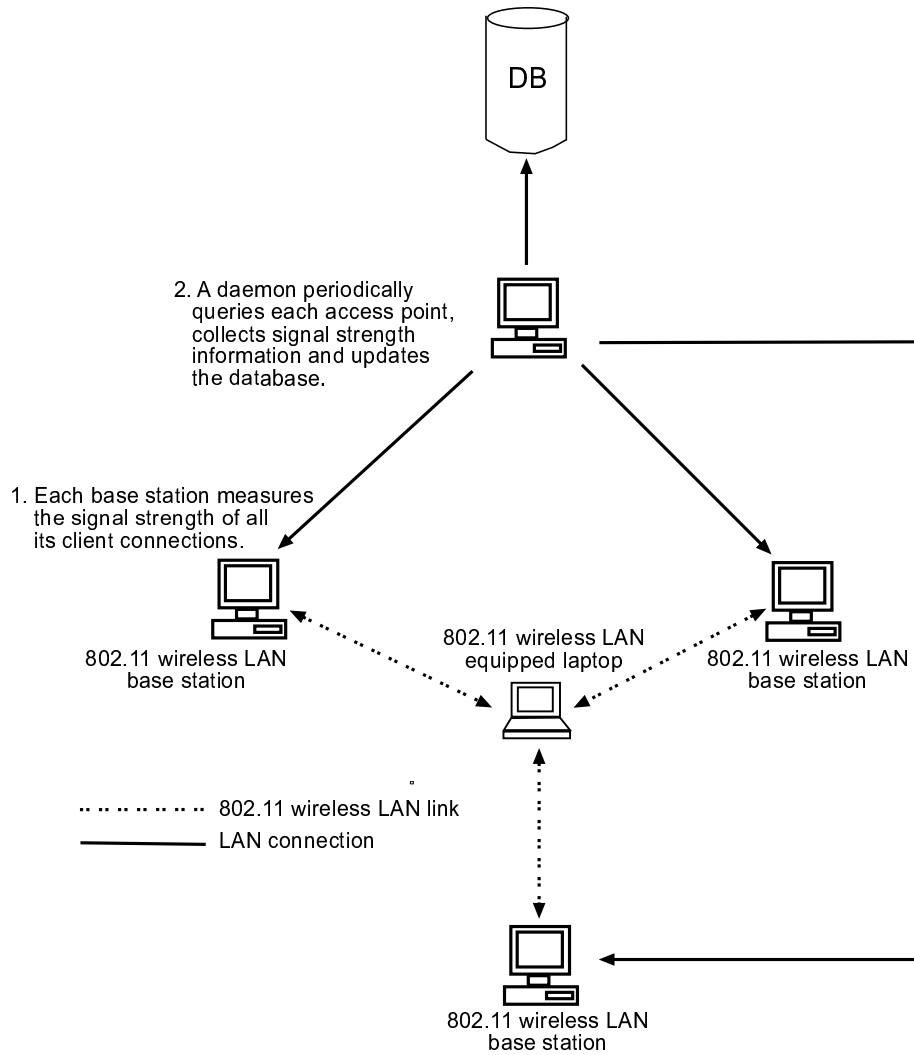 DB
2. A daemon periodically
queries each access point,
collects signal strength
information and updates
the database.
1. Each base station measures
the signal strength of all
its client connections.
802.11 wireless LAN
base station
802.11 wireless LAN
equipped laptop
802.11 wireless LAN
base station
802.11 wireless LAN link
LAN connection
802.11 wireless LAN
base station